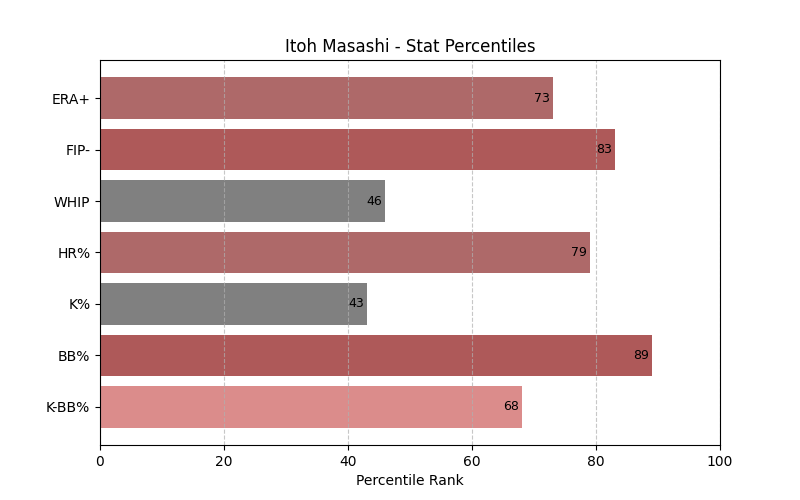 Itoh Masashi - Stat Percentiles
ERA+ 73
FIP- 83
WHIP 46
HR% 79
K% 43
BB% 89
K-BB% 68
0 20 40 60 80 100
Percentile Rank